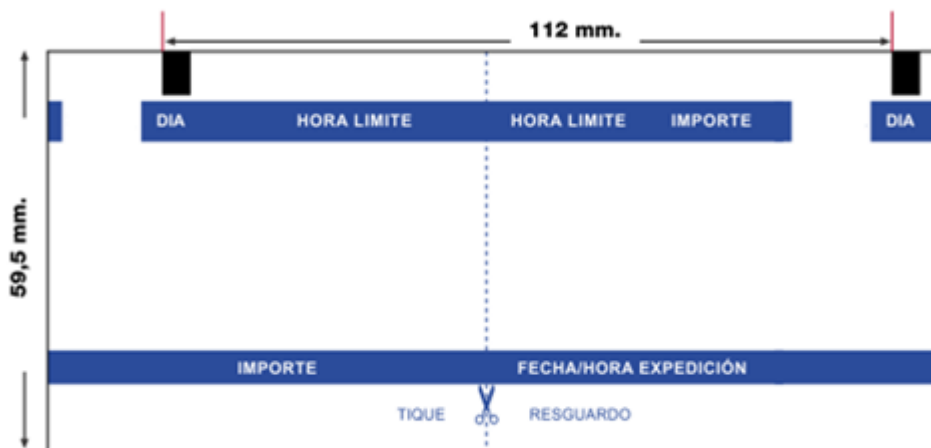 112 mm.
DIA HORA LIMITE HORA LIMITE IMPORTE DIA
59,5 mm.
IMPORTE FECHA/HORA EXPEDICIÓN
TIQUE RESGUARDO